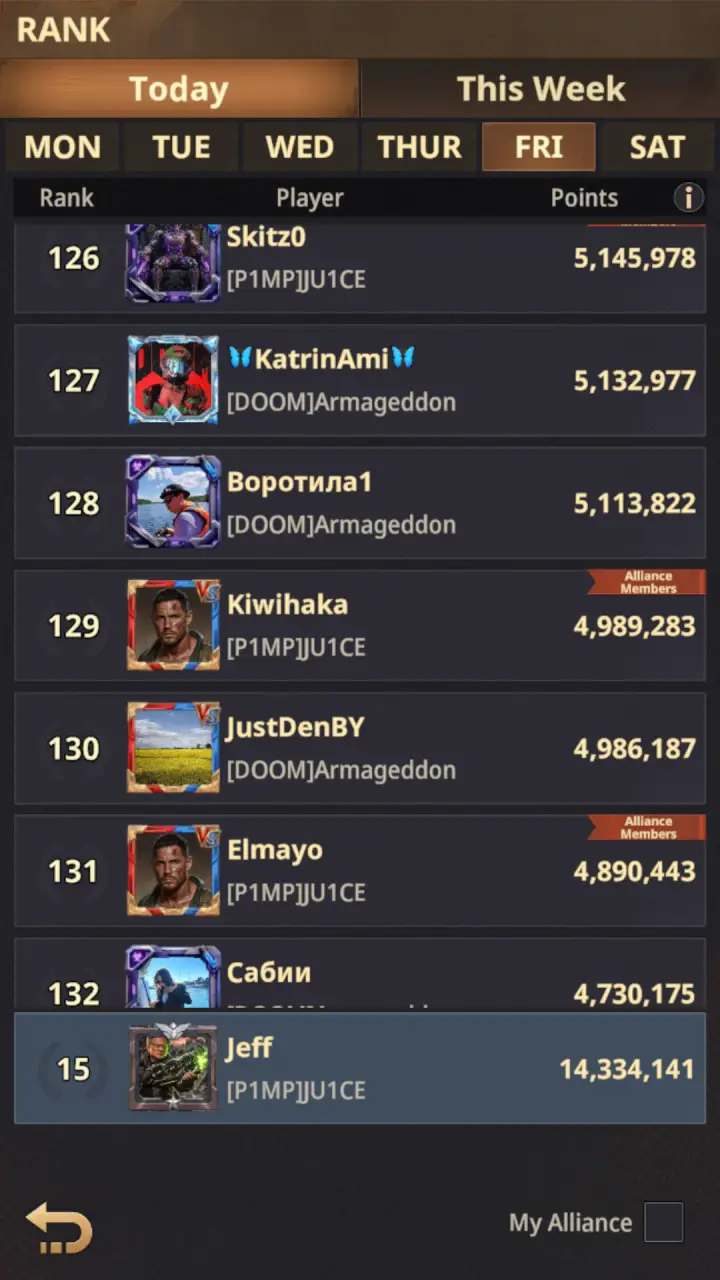 RANK
Today
This Week
MON TUE WED THUR FRI SAT
Rank Player Points i
126 Skitz0 5,145,978
[P1MP]JU1CE
127 🦋KatrinAmi🦋 5,132,977
[DOOM]Armageddon
128 Воротила1 5,113,822
[DOOM]Armageddon
Alliance
Members
129 Kiwihaka 4,989,283
[P1MP]JU1CE
130 JustDenBY 4,986,187
[DOOM]Armageddon
Alliance
Members
131 Elmayo 4,890,443
[P1MP]JU1CE
132 Сабии 4,730,175
15 Jeff 14,334,141
[P1MP]JU1CE
My Alliance